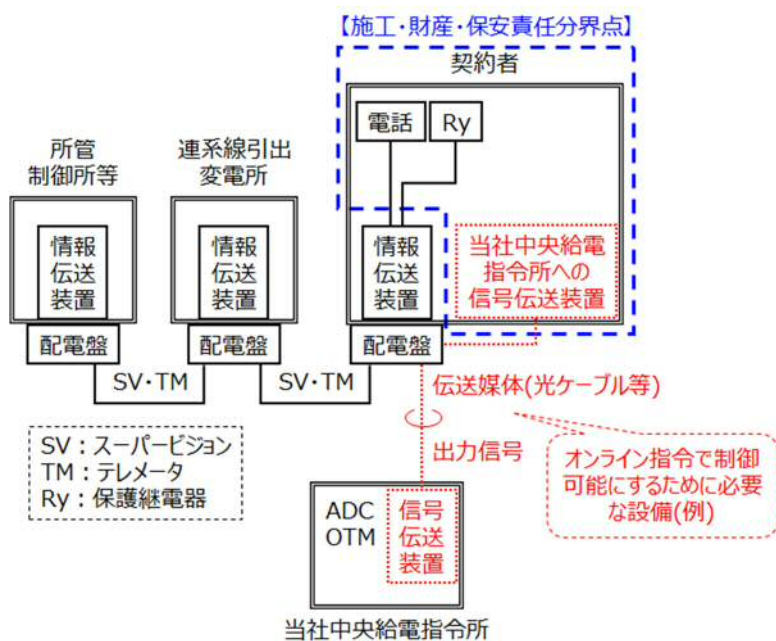 【施工・財産・保安責任分界点】
契約者
電話
Ry
所管
制御所等
連系線引出
変電所
情報
伝送
装置
情報
伝送
装置
情報
伝送
装置
当社中央給電
指令所への
信号伝送装置
配電盤
配電盤
配電盤
SV・TM
SV・TM
伝送媒体(光ケーブル等)
出力信号
SV：スーパービジョン
TM：テレメータ
Ry：保護継電器
オンライン指令で制御
可能にするために必要
な設備(例)
ADC
OTM
信号
伝送
装置
当社中央給電指令所